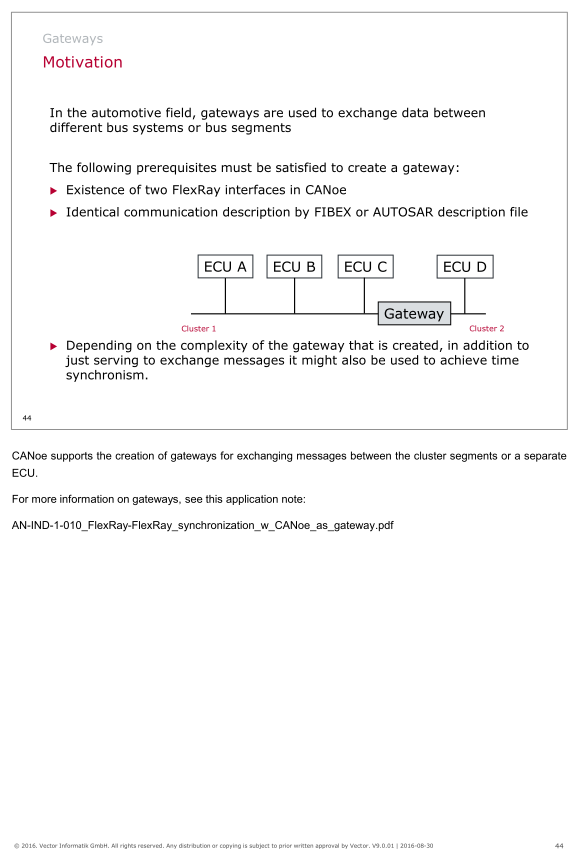 Gateways
Motivation
In the automotive field, gateways are used to exchange data between
different bus systems or bus segments
The following prerequisites must be satisfied to create a gateway:
Existence of two FlexRay interfaces in CANoe
Identical communication description by FIBEX or AUTOSAR description file
ECU A
ECU B
ECU C
ECU D
Gateway
Cluster 1
Cluster 2
Depending on the complexity of the gateway that is created, in addition to
just serving to exchange messages it might also be used to achieve time
synchronism.
44
CANoe supports the creation of gateways for exchanging messages between the cluster segments or a separate
ECU.
For more information on gateways, see this application note:
AN-IND-1-010_FlexRay-FlexRay_synchronization_w_CANoe_as_gateway.pdf
© 2016. Vector Informatik GmbH. All rights reserved. Any distribution or copying is subject to prior written approval by Vector. V9.0.01 | 2016-08-30
44